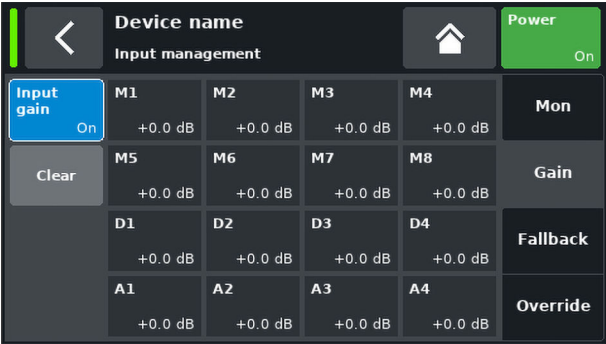 Device name
Input management
Power
On
Input
gain
On
Clear
M1
+0.0 dB
M2
+0.0 dB
M3
+0.0 dB
M4
+0.0 dB
M5
+0.0 dB
M6
+0.0 dB
M7
+0.0 dB
M8
+0.0 dB
D1
+0.0 dB
D2
+0.0 dB
D3
+0.0 dB
D4
+0.0 dB
A1
+0.0 dB
A2
+0.0 dB
A3
+0.0 dB
A4
+0.0 dB
Mon
Gain
Fallback
Override